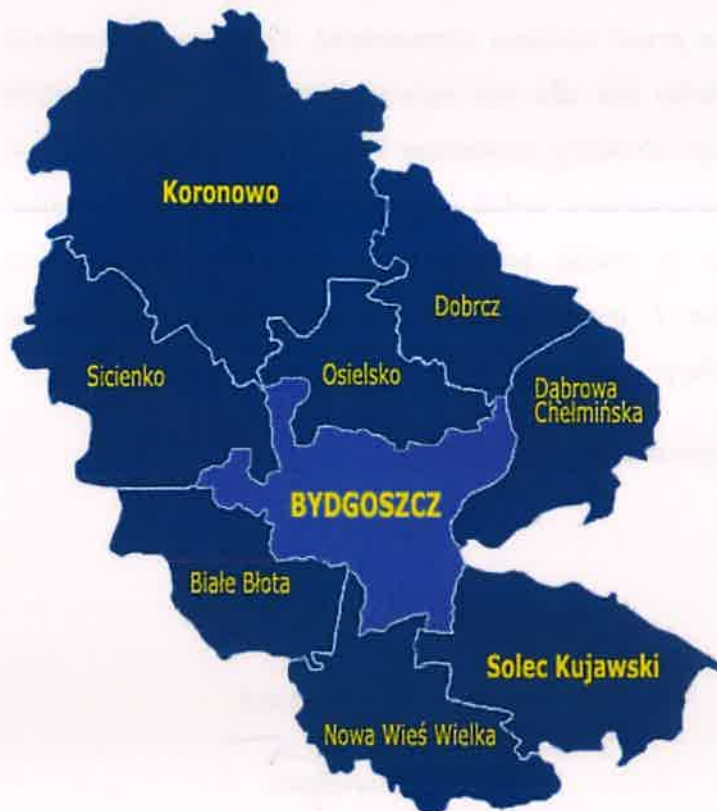 Koronowo
Dobrcz
Sicienko
Osielsko
Dąbrowa
Chełmińska
BYDGOSZCZ
Białe Błota
Solec Kujawski
Nowa Wieś Wielka